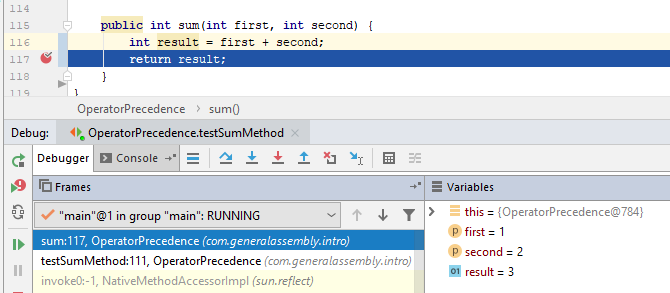 114
115 public int sum(int first, int second) {
116 int result = first + second;
117 return result;
118 }
119 }
OperatorPrecedence › sum()
Debug: OperatorPrecedence.testSumMethod ×
Debugger Console
Frames
"main"@1 in group "main": RUNNING
sum:117, OperatorPrecedence (com.generalassembly.intro)
testSumMethod:111, OperatorPrecedence (com.generalassembly.intro)
invoke0:-1, NativeMethodAccessorImpl (sun.reflect)
Variables
this = {OperatorPrecedence@784}
p first = 1
p second = 2
01 result = 3